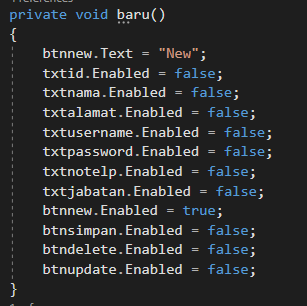 private void baru()
{
btnnew.Text = "New";
txtid.Enabled = false;
txtnama.Enabled = false;
txtalamat.Enabled = false;
txtusername.Enabled = false;
txtpassword.Enabled = false;
txtnotelp.Enabled = false;
txtjabatan.Enabled = false;
btnnew.Enabled = true;
btnsimpan.Enabled = false;
btndelete.Enabled = false;
btnupdate.Enabled = false;
}